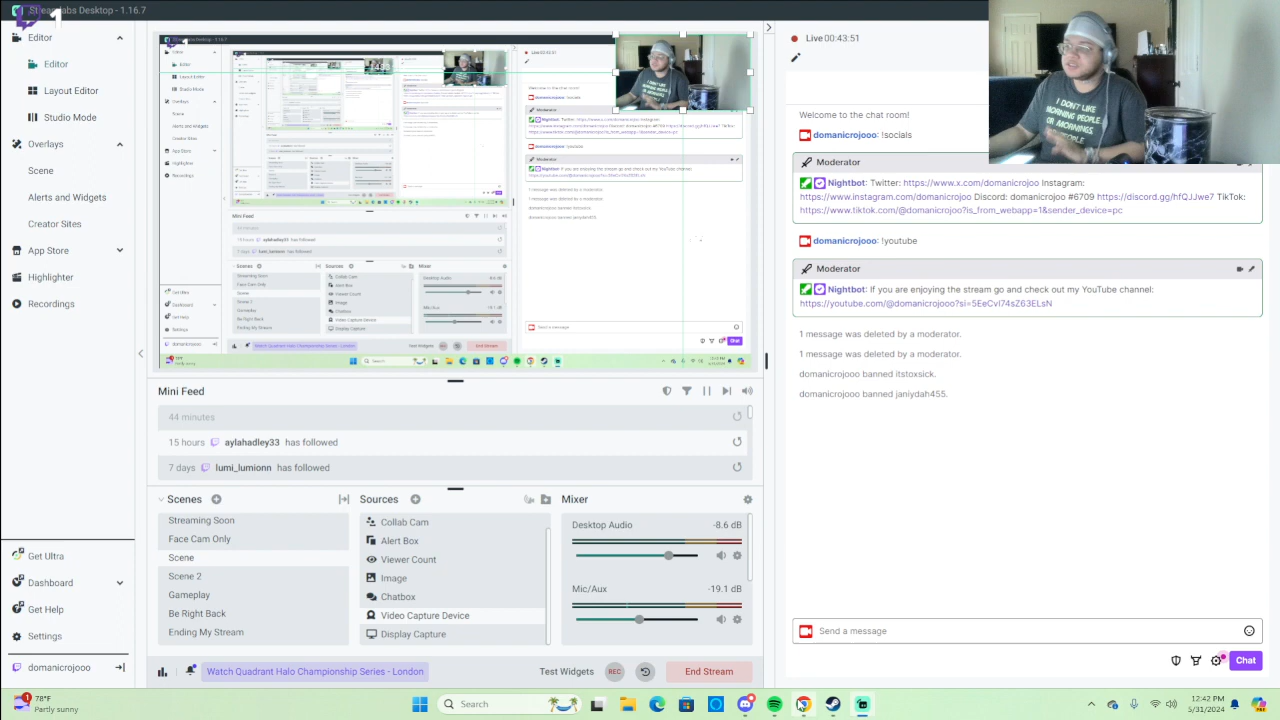 Streamlabs Desktop - 1.16.7
1
Editor
Editor
Layout Editor
Studio Mode
Overlays
Scene
Alerts and Widgets
Creator Sites
App Store
Highlighter
Recordings
Get Ultra
Dashboard
Get Help
Settings
domanicrojooo
Mini Feed
44 minutes
15 hours aylahadley33 has followed
7 days lumi_lumionn has followed
Scenes
Streaming Soon
Face Cam Only
Scene
Scene 2
Gameplay
Be Right Back
Ending My Stream
Sources
Collab Cam
Alert Box
Viewer Count
Image
Chatbox
Video Capture Device
Display Capture
Mixer
Desktop Audio -8.6 dB
Mic/Aux -19.1 dB
Watch Quadrant Halo Championship Series - London
Test Widgets REC End Stream
Live 00:43:51
Welcome to the chat room!
domanicrojooo: !socials
Moderator
Nightbot: Twitter: https://www.x.com/domanicrojoo Instagram:
https://www.instagram.com/domanicrojoo Discord: domanicrojoo #6709 https://discord.gg/hfQJJwe7 TikTok:
https://www.tiktok.com/@domanicrojoo?is_from_webapp=1&sender_device=pc
domanicrojooo: !youtube
Moderator
Nightbot: If you are enjoying the stream go and check out my YouTube channel:
https://youtube.com/@domanicrojooo?si=5EeCvl74sZ63ELsN
1 message was deleted by a moderator.
1 message was deleted by a moderator.
domanicrojooo banned itstoxsick.
domanicrojooo banned janiydah455.
Send a message
Chat
I DON'T LIKE
MORNING PEOPLE,
OR MORNINGS,
OR PEOPLE.
1
78°F
Partly sunny
Search
12:42 PM
5/31/2024